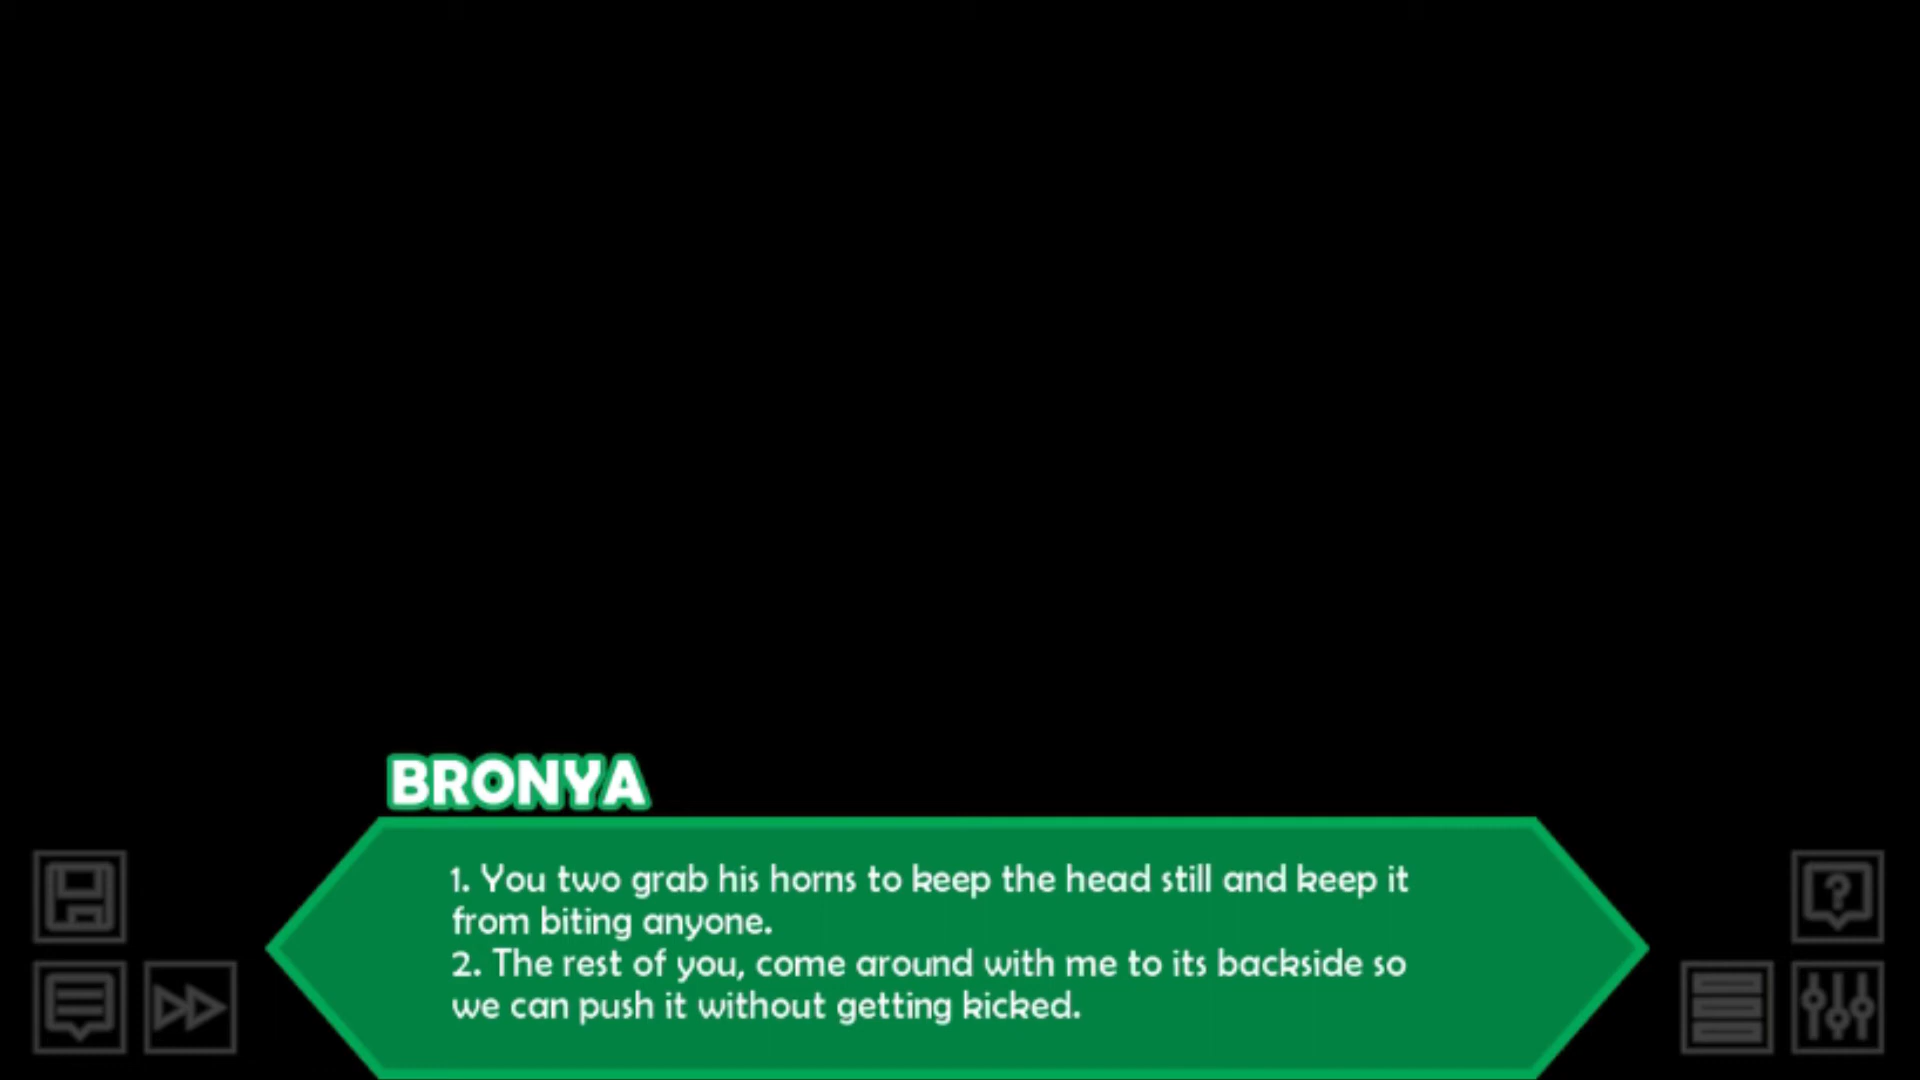 BRONYA
1. You two grab his horns to keep the head still and keep it
from biting anyone.
2. The rest of you, come around with me to its backside so
we can push it without getting kicked.
?